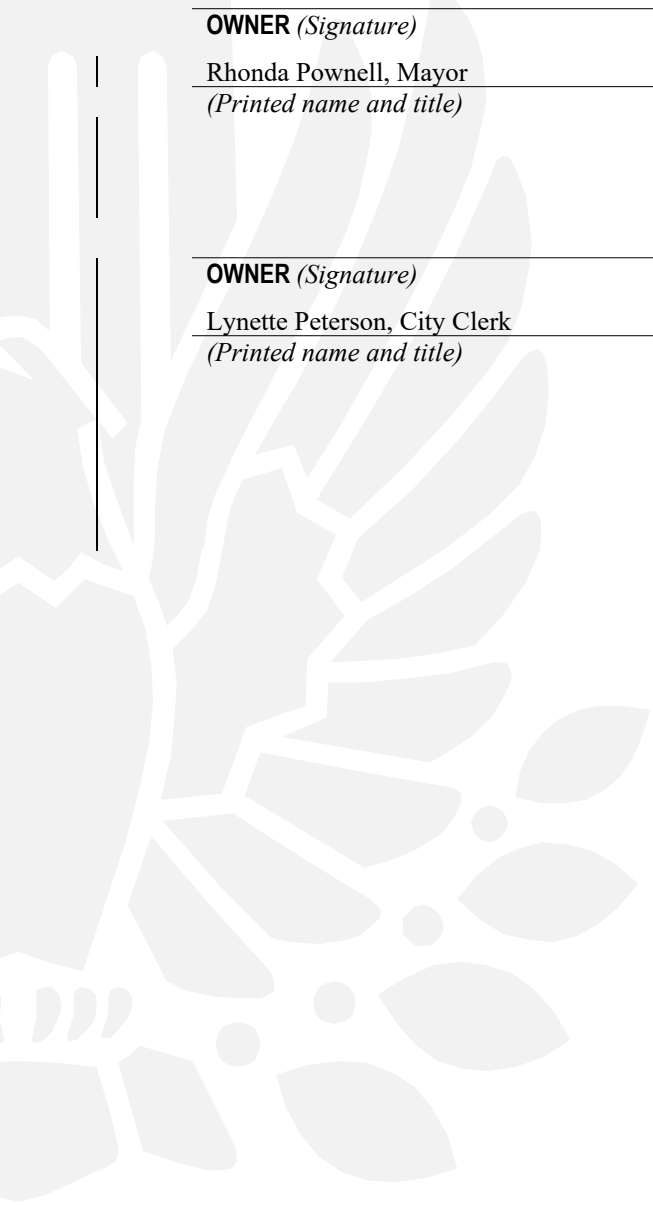 OWNER (Signature)
Rhonda Pownell, Mayor
(Printed name and title)
OWNER (Signature)
Lynette Peterson, City Clerk
(Printed name and title)